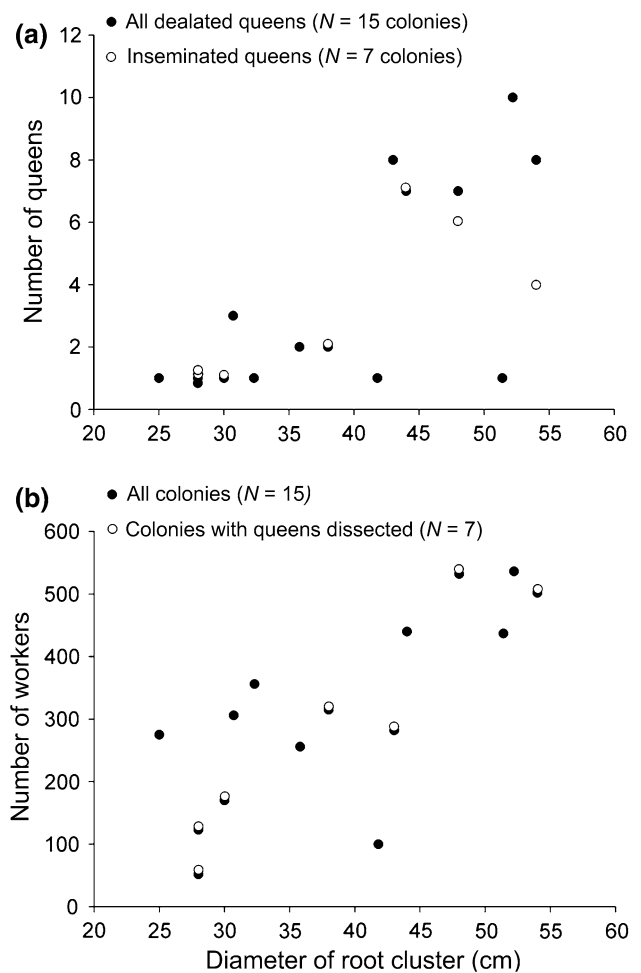 (a)
● All dealated queens (N = 15 colonies)
○ Inseminated queens (N = 7 colonies)
Number of queens
12
10
8
6
4
2
0
20 25 30 35 40 45 50 55 60
(b)
● All colonies (N = 15)
○ Colonies with queens dissected (N = 7)
Number of workers
600
500
400
300
200
100
0
20 25 30 35 40 45 50 55 60
Diameter of root cluster (cm)